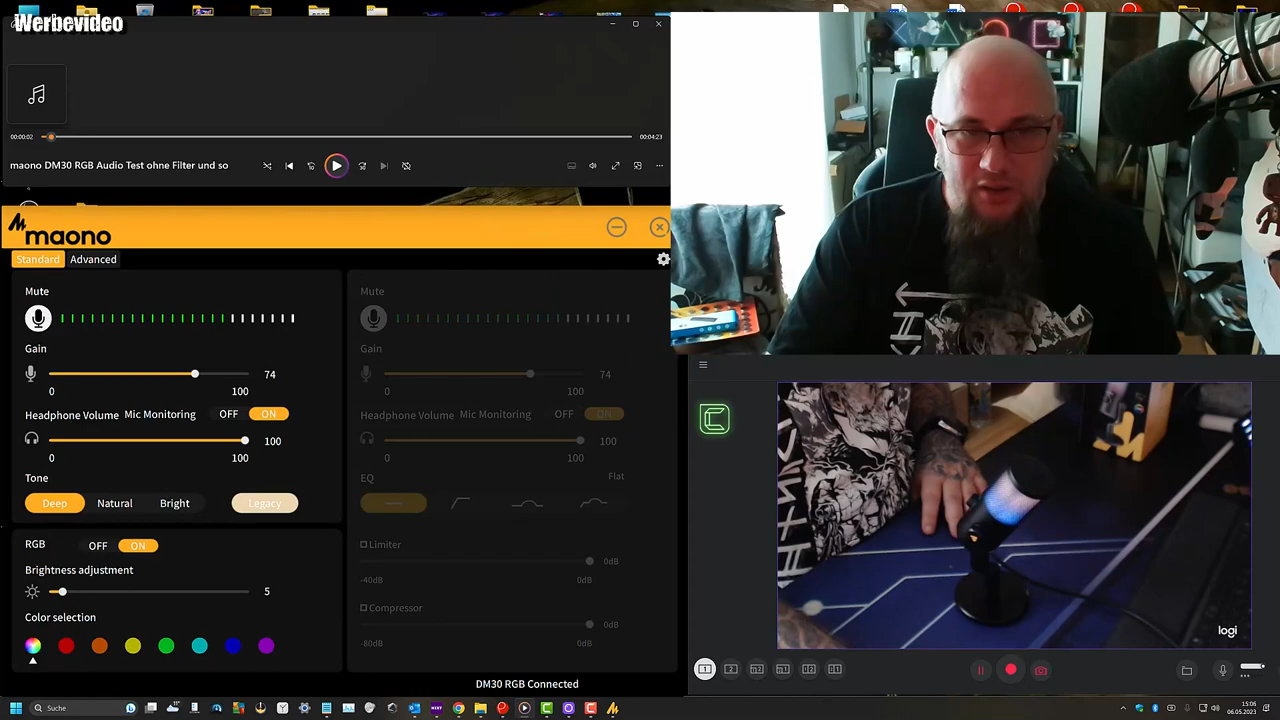 Werbevideo
00:00:02
00:04:23
maono DM30 RGB Audio Test ohne Filter und so
maono
Standard Advanced
Mute
Gain
74
0 100
Headphone Volume Mic Monitoring OFF ON
100
0 100
Tone
Deep Natural Bright Legacy
RGB OFF ON
Brightness adjustment
5
Color selection
Mute
Gain
74
0 100
Headphone Volume Mic Monitoring OFF ON
100
0 100
EQ Flat
Limiter
0dB
-40dB 0dB
Compressor
0dB
-80dB 0dB
DM30 RGB Connected
logi
1 2
Suche
15:06
06.05.2023